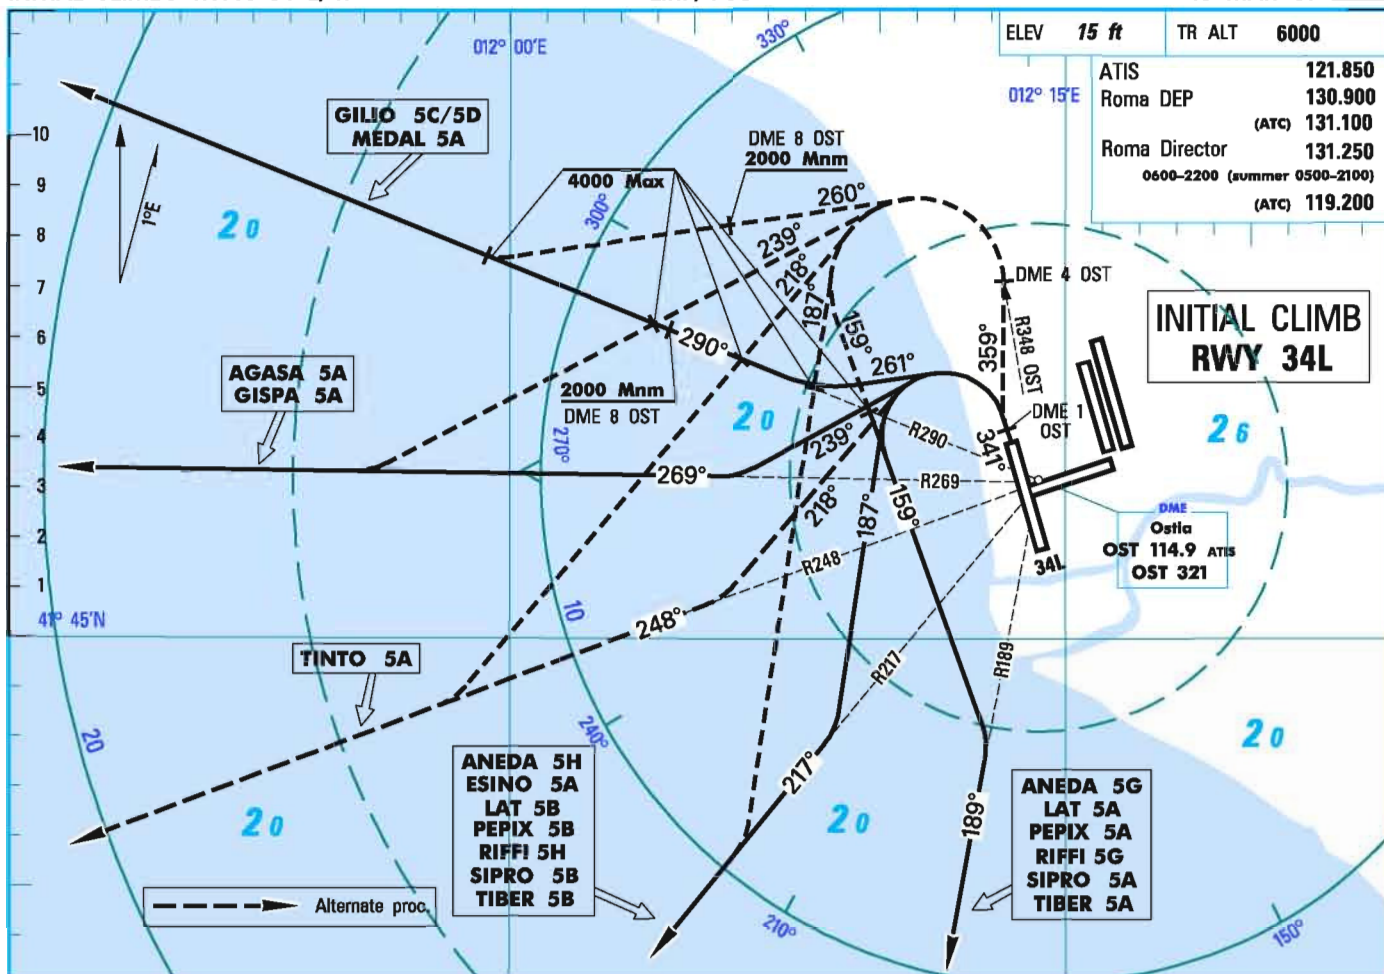 ELEV 15 ft
TR ALT 6000
ATIS 121.850
Roma DEP 130.900
(ATC) 131.100
Roma Director 131.250
0600-2200 (summer 0500-2100)
(ATC) 119.200
012° 00'E
330°
012° 15'E
GILIO 5C/5D
MEDAL 5A
DME 8 OST
2000 Mnm
4000 Max
300°
260°
239°
218°
187°
159°
1°E
10
9
8
7
6
5
4
3
2
1
20
DME 4 OST
R348 OST
359°
INITIAL CLIMB
RWY 34L
290°
261°
AGASA 5A
GISPA 5A
2000 Mnm
DME 8 OST
20
DME 1
OST
341°
26
R290
239°
270°
269°
R269
218°
187°
159°
DME
Ostia
OST 114.9 ATIS
OST 321
34L
R248
41° 45'N
10
248°
TINTO 5A
R217
R189
240°
20
20
217°
ANEDA 5H
ESINO 5A
LAT 5B
PEPIX 5B
RIFFI 5H
SIPRO 5B
TIBER 5B
20
20
189°
ANEDA 5G
LAT 5A
PEPIX 5A
RIFFI 5G
SIPRO 5A
TIBER 5A
Alternate proc.
210°
150°